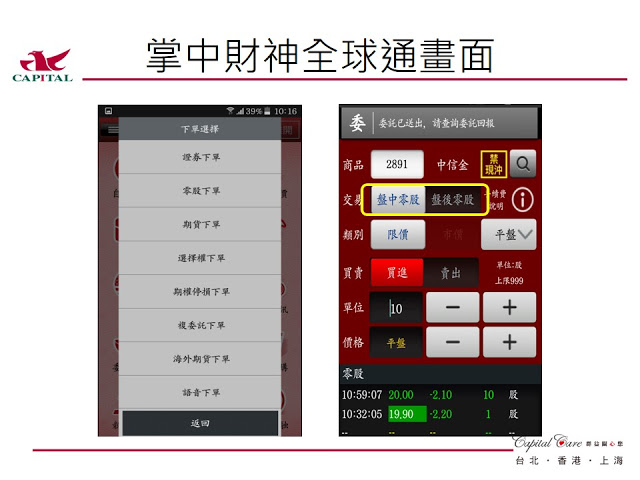 掌中財神全球通畫面
CAPITAL
39% 10:16
下單選擇
證券下單
零股下單
期貨下單
選擇權下單
期權停損下單
複委託下單
海外期貨下單
語音下單
返回
委 委託已送出，請查詢委託回報
商品 2891 中信金 禁現沖
交易 盤中零股 盤後零股
說明
類別 限價 市價 平盤
買賣 買進 賣出 單位:股
上限999
單位 10 − +
價格 平盤 − +
零股
10:59:07 20.00 -2.10 10 股
10:32:05 19.90 -2.20 1 股
-- -- -- --
Capital Care 群益關心您
台北・香港・上海